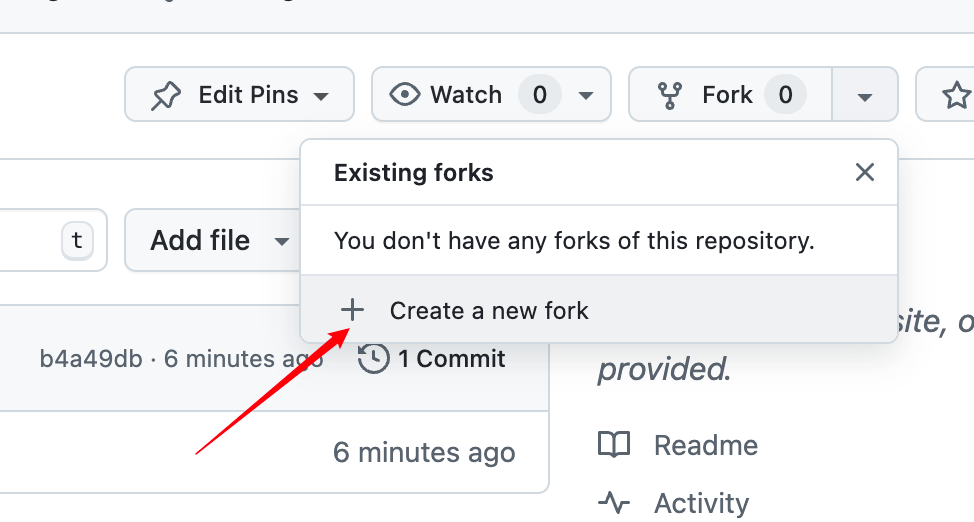 Edit Pins
Watch 0
Fork 0
Existing forks
You don't have any forks of this repository.
Create a new fork
t
Add file
site, o
provided.
b4a49db · 6 minutes ago
1 Commit
6 minutes ago
Readme
Activity